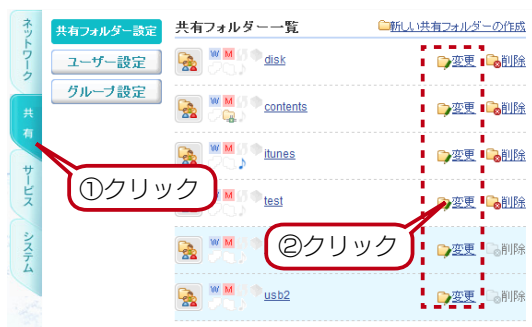 ネットワーク
共有
サービス
システム
共有フォルダー設定
ユーザー設定
グループ設定
共有フォルダー一覧
新しい共有フォルダーの作成
W M disk 変更 削除
W M contents 変更 削除
W M itunes 変更 削除
W M test 変更 削除
W M 変更 削除
W M usb2 変更 削除
①クリック
②クリック